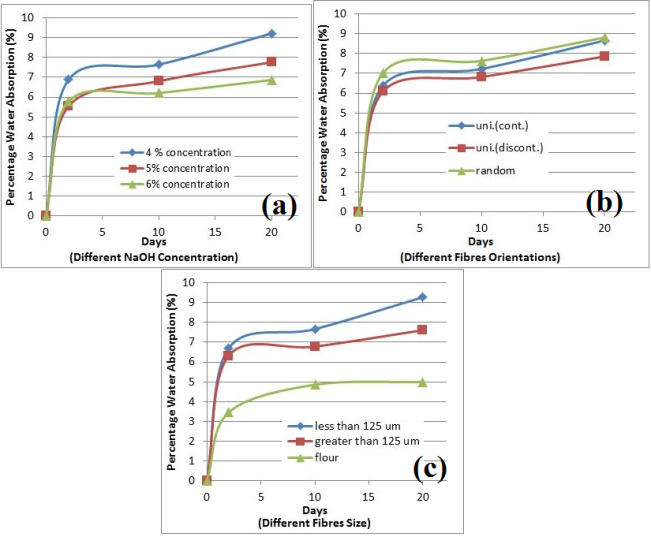 Percentage Water Absorption (%)
10
9
8
7
6
5
4
3
2
1
0
4 % concentration
5% concentration
6% concentration
(a)
0 5 10 15 20
Days
(Different NaOH Concentration)
Percentage Water Absorption (%)
10
9
8
7
6
5
4
3
2
1
0
uni.(cont.)
uni.(discont.)
random
(b)
0 5 10 15 20
Days
(Different Fibres Orientations)
Percentage Water Absorption (%)
10
9
8
7
6
5
4
3
2
1
0
less than 125 um
greater than 125 um
flour
(c)
0 5 10 15 20
Days
(Different Fibres Size)